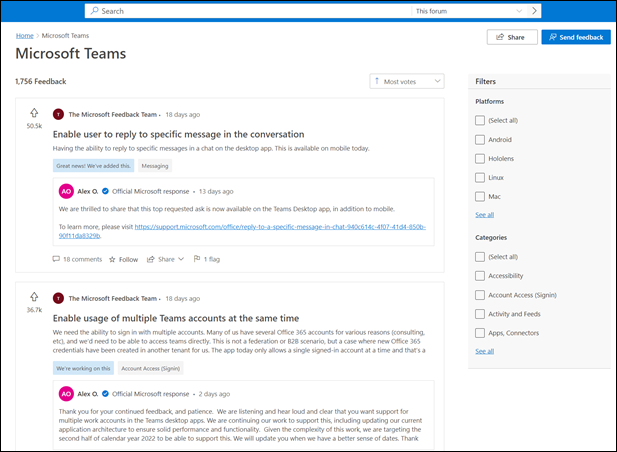 Search
This forum
Home > Microsoft Teams
Share
Send feedback
Microsoft Teams
1,756 Feedback
Most votes
50.5k
T
The Microsoft Feedback Team • 18 days ago
Enable user to reply to specific message in the conversation
Having the ability to reply to specific messages in a chat on the desktop app. This is available on mobile today.
Great news! We've added this.
Messaging
AO
Alex O. Official Microsoft response • 13 days ago
We are thrilled to share that this top requested ask is now available on the Teams Desktop app, in addition to mobile.
To learn more, please visit https://support.microsoft.com/office/reply-to-a-specific-message-in-chat-940c614c-4f07-41d4-850b-
90f11da8329b.
18 comments
Follow
Share
1 flag
36.7k
T
The Microsoft Feedback Team • 18 days ago
Enable usage of multiple Teams accounts at the same time
We need the ability to sign in with multiple accounts. Many of us have several Office 365 accounts for various reasons (consulting,
etc), and we'd need to be able to access teams directly. This is not a federation or B2B scenario, but a case where new Office 365
credentials have been created in another tenant for us. The app today only allows a single signed-in account at a time and that's a
We're working on this
Account Access (Signin)
AO
Alex O. Official Microsoft response • 2 days ago
Thank you for your continued feedback, and patience. We are listening and hear loud and clear that you want support for
multiple work accounts in the Teams desktop apps. We are continuing our work to support this, including updating our current
application architecture to ensure solid performance and functionality. Given the complexity of this work, we are targeting the
second half of calendar year 2022 to be able to support this. We will update you when we have a better sense of dates. Thank
Filters
Platforms
(Select all)
Android
Hololens
Linux
Mac
See all
Categories
(Select all)
Accessibility
Account Access (Signin)
Activity and Feeds
Apps, Connectors
See all